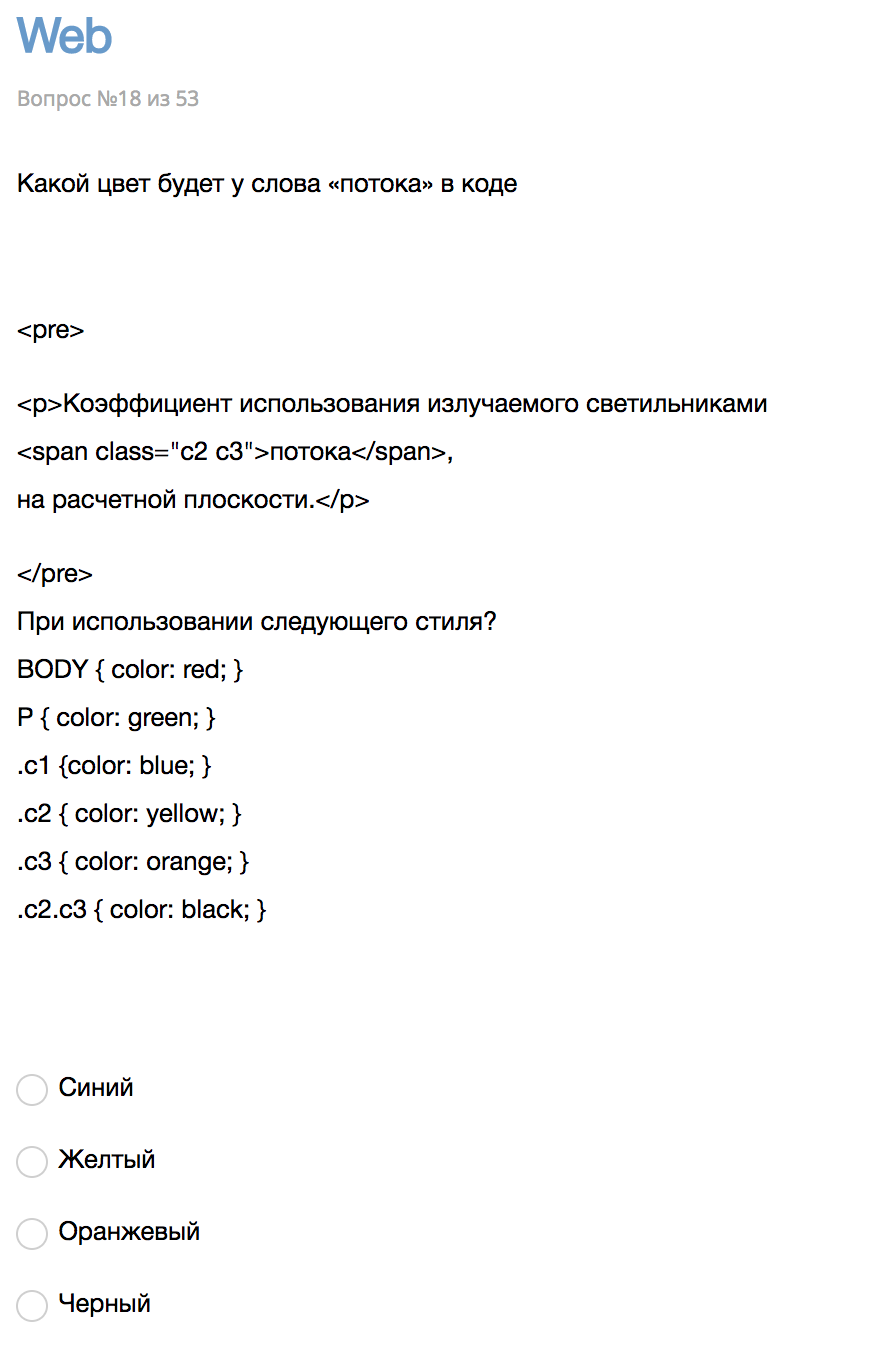 Web
Вопрос №18 из 53
Какой цвет будет у слова «потока» в коде
<pre>
<p>Коэффициент использования излучаемого светильниками
<span class="c2 c3">потока</span>,
на расчетной плоскости.</p>
</pre>
При использовании следующего стиля?
BODY { color: red; }
P { color: green; }
.c1 {color: blue; }
.c2 { color: yellow; }
.c3 { color: orange; }
.c2.c3 { color: black; }
Синий
Желтый
Оранжевый
Черный